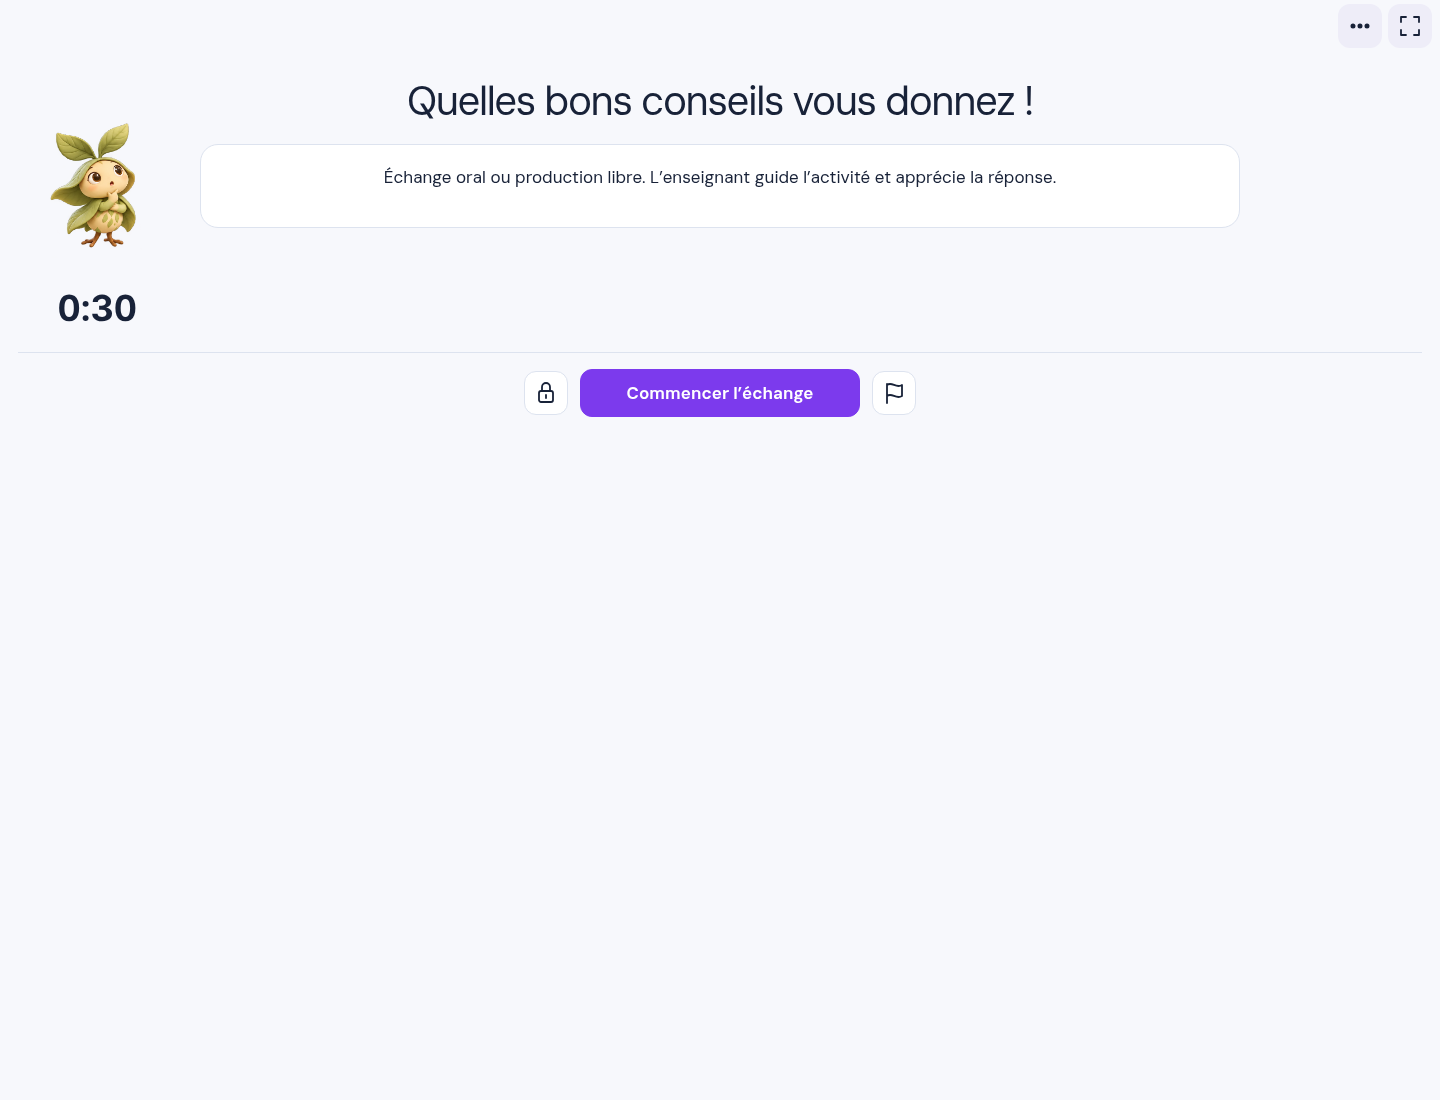 Quelles bons conseils vous donnez !
Échange oral ou production libre. L’enseignant guide l’activité et apprécie la réponse.
0:30
Commencer l’échange